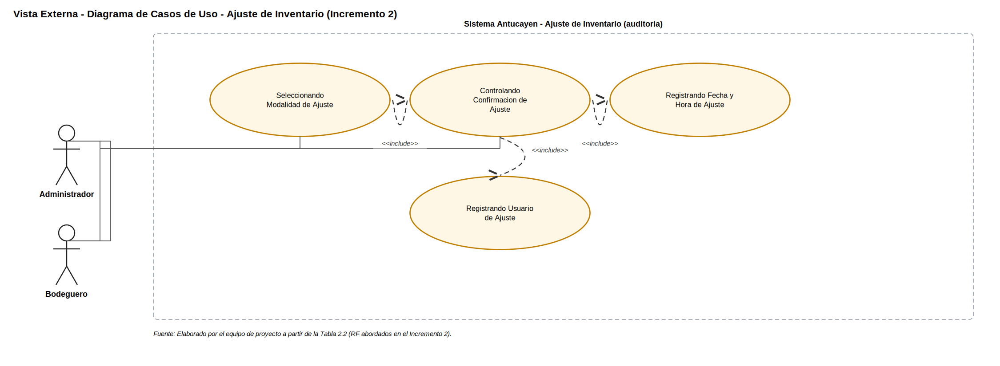 Vista Externa - Diagrama de Casos de Uso - Ajuste de Inventario (Incremento 2)
Sistema Antucayen - Ajuste de Inventario (auditoria)
Seleccionando
Modalidad de Ajuste
Controlando
Confirmacion de
Ajuste
Registrando Fecha y
Hora de Ajuste
<<include>>
<<include>>
<<include>>
Administrador
Registrando Usuario
de Ajuste
Bodeguero
Fuente: Elaborado por el equipo de proyecto a partir de la Tabla 2.2 (RF abordados en el Incremento 2).